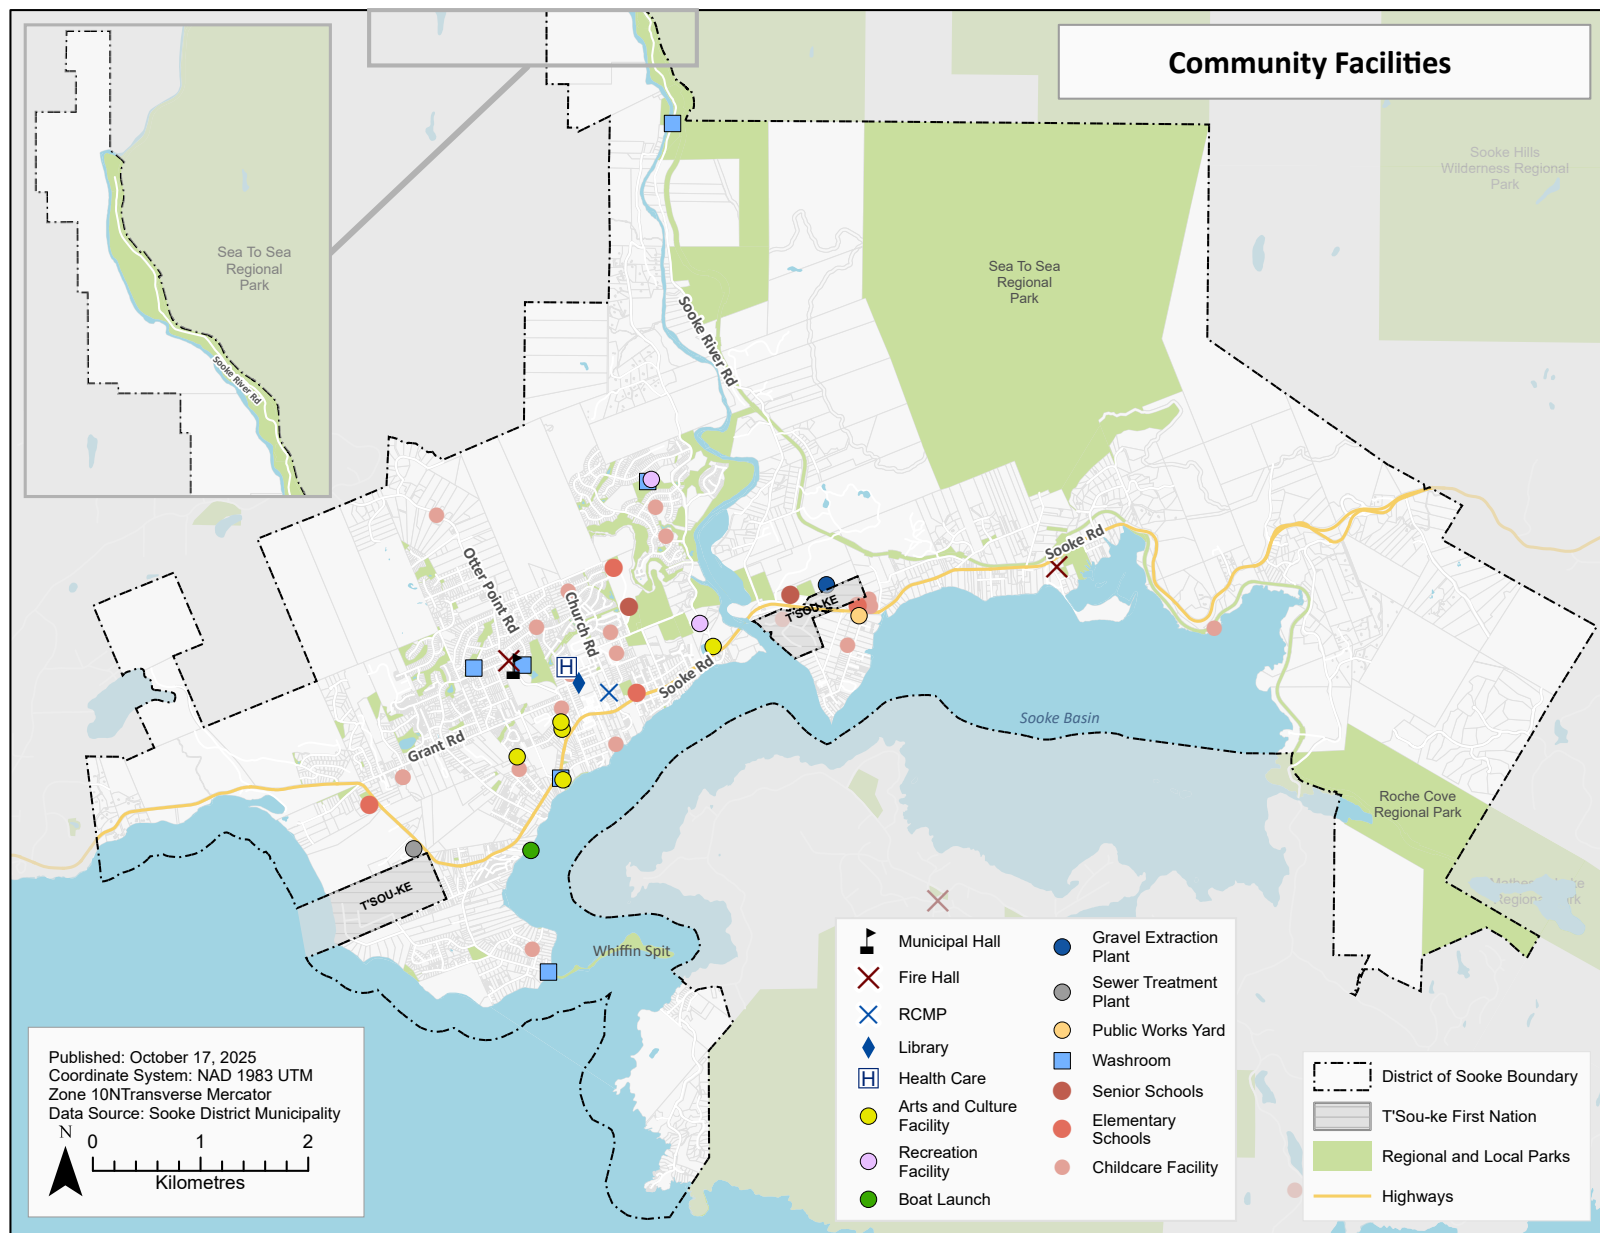 Community Facilities
Sooke Hills
Wilderness Regional
Park
Sea To Sea
Regional
Park
Sooke River Rd
Sea To Sea
Regional
Park
Sooke River Rd
Otter Point Rd
Church Rd
Sooke Rd
T'SOU-KE
Sooke Rd
Grant Rd
H
Sooke Basin
Roche Cove
Regional Park
T'SOU-KE
Whiffin Spit
Municipal Hall
Fire Hall
RCMP
Library
H
Health Care
Arts and Culture
Facility
Recreation
Facility
Boat Launch
Gravel Extraction
Plant
Sewer Treatment
Plant
Public Works Yard
Washroom
Senior Schools
Elementary
Schools
Childcare Facility
District of Sooke Boundary
T'Sou-ke First Nation
Regional and Local Parks
Highways
Published: October 17, 2025
Coordinate System: NAD 1983 UTM
Zone 10NTransverse Mercator
Data Source: Sooke District Municipality
N
0 1 2
Kilometres